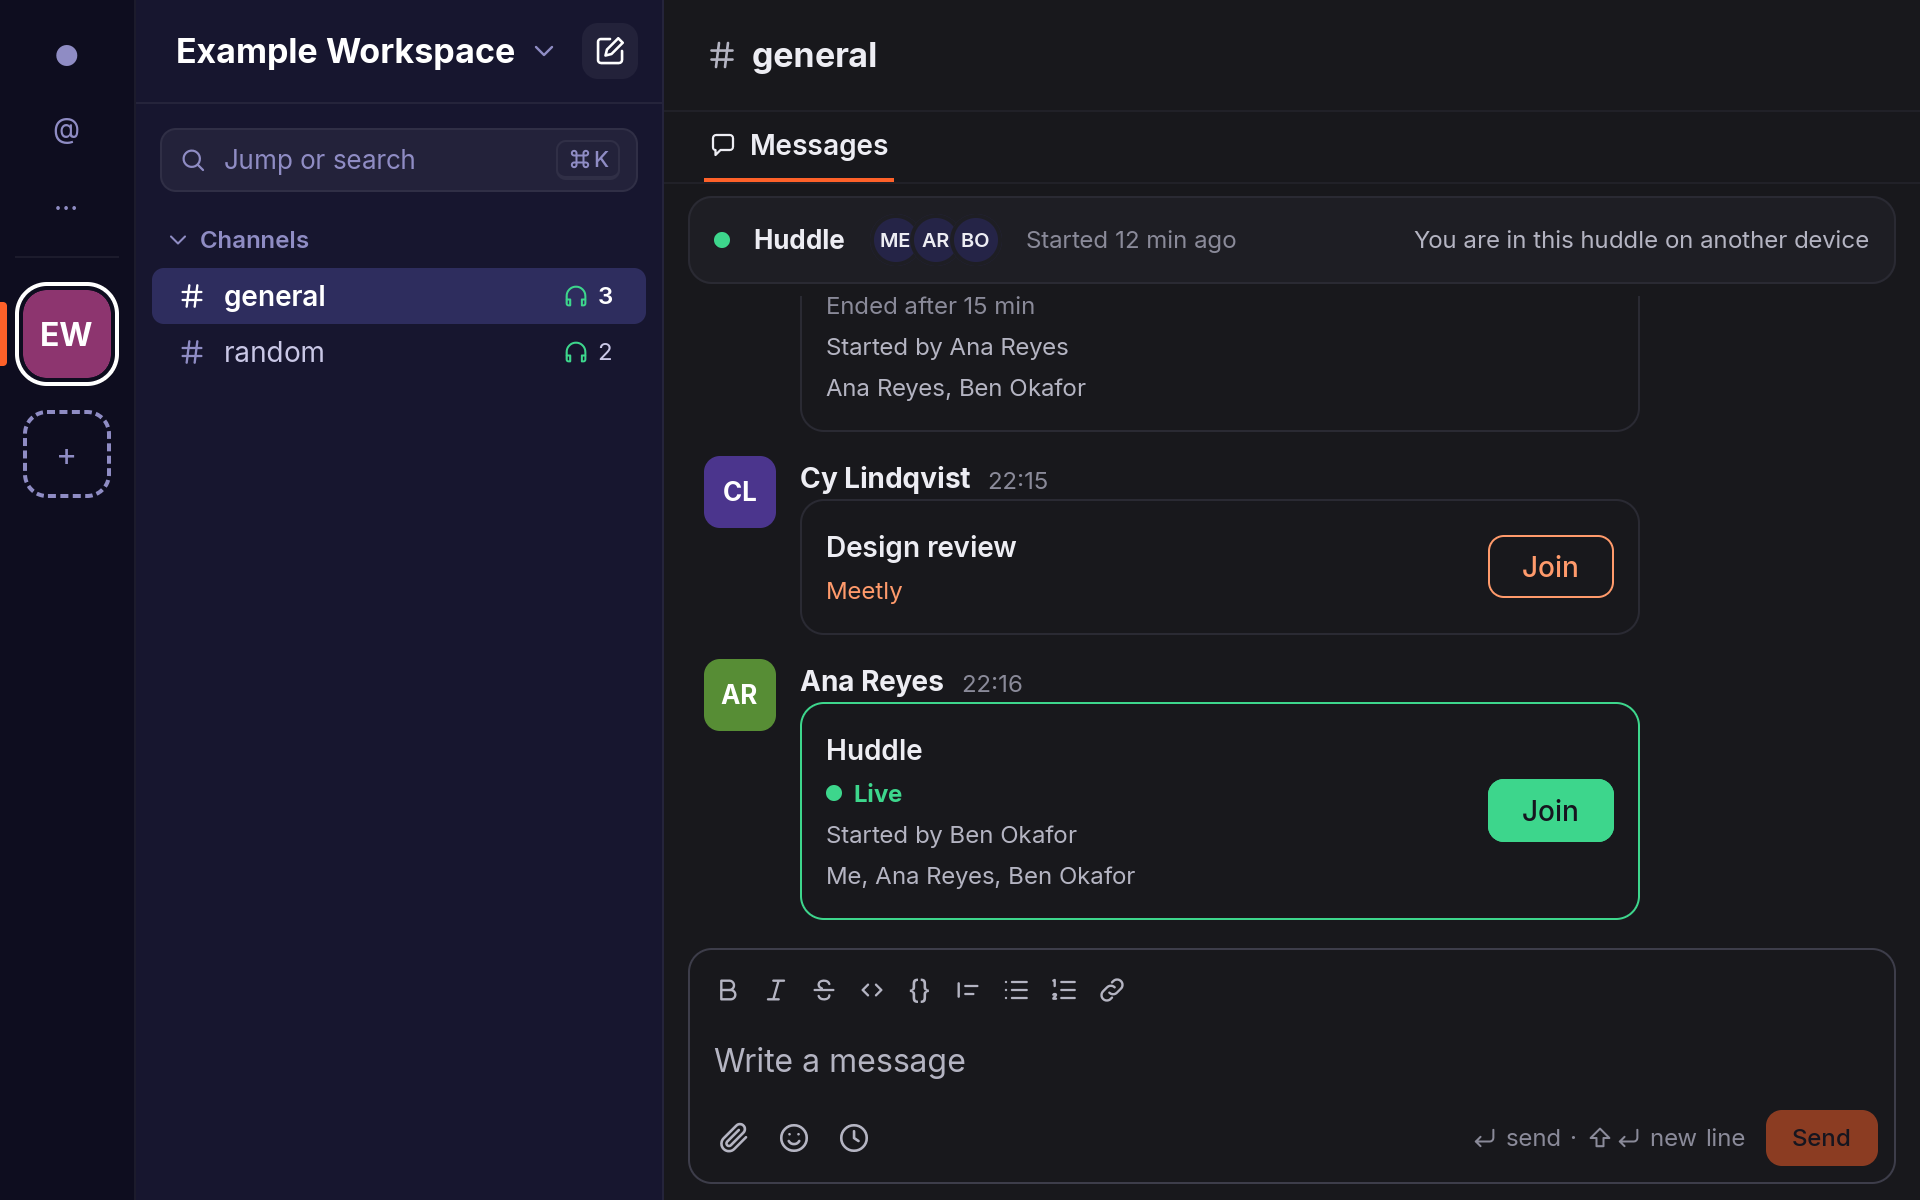 @
...
EW
+
Example Workspace
Jump or search ⌘K
Channels
# general 3
# random 2
# general
Messages
Huddle ME AR BO Started 12 min ago You are in this huddle on another device
Ended after 15 min
Started by Ana Reyes
Ana Reyes, Ben Okafor
CL Cy Lindqvist 22:15
Design review
Meetly
Join
AR Ana Reyes 22:16
Huddle
Live
Started by Ben Okafor
Me, Ana Reyes, Ben Okafor
Join
Write a message
send · new line
Send